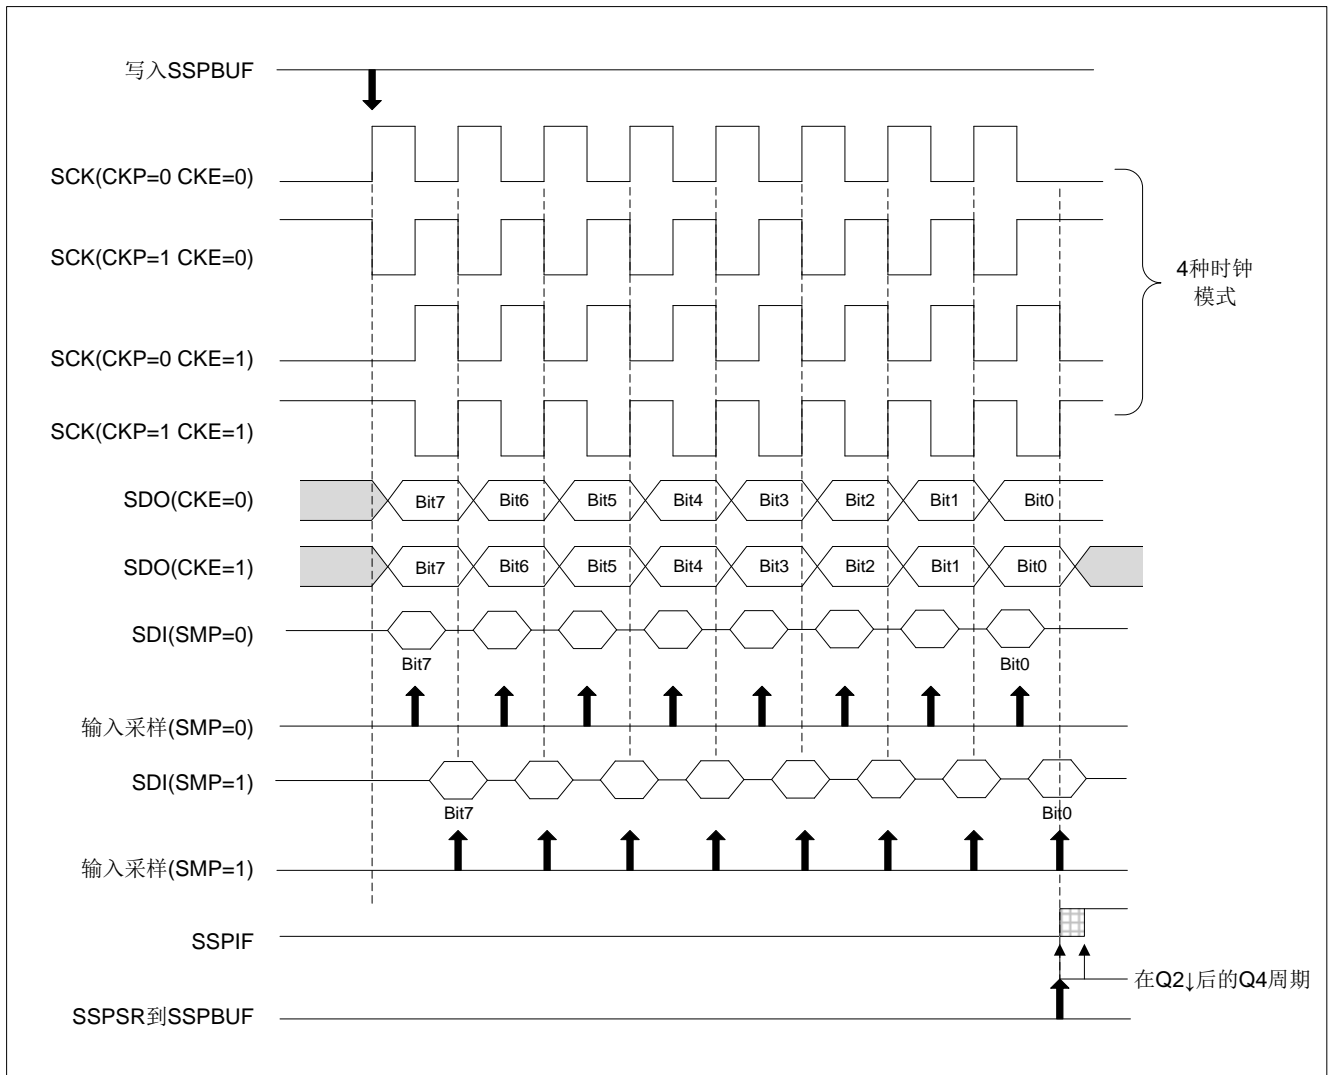 写入SSPBUF
SCK(CKP=0 CKE=0)
SCK(CKP=1 CKE=0)
4种时钟
模式
SCK(CKP=0 CKE=1)
SCK(CKP=1 CKE=1)
SDO(CKE=0)
Bit7 Bit6 Bit5 Bit4 Bit3 Bit2 Bit1 Bit0
SDO(CKE=1)
Bit7 Bit6 Bit5 Bit4 Bit3 Bit2 Bit1 Bit0
SDI(SMP=0)
Bit7 Bit0
输入采样(SMP=0)
SDI(SMP=1)
Bit7 Bit0
输入采样(SMP=1)
SSPIF
在Q2↓后的Q4周期
SSPSR到SSPBUF